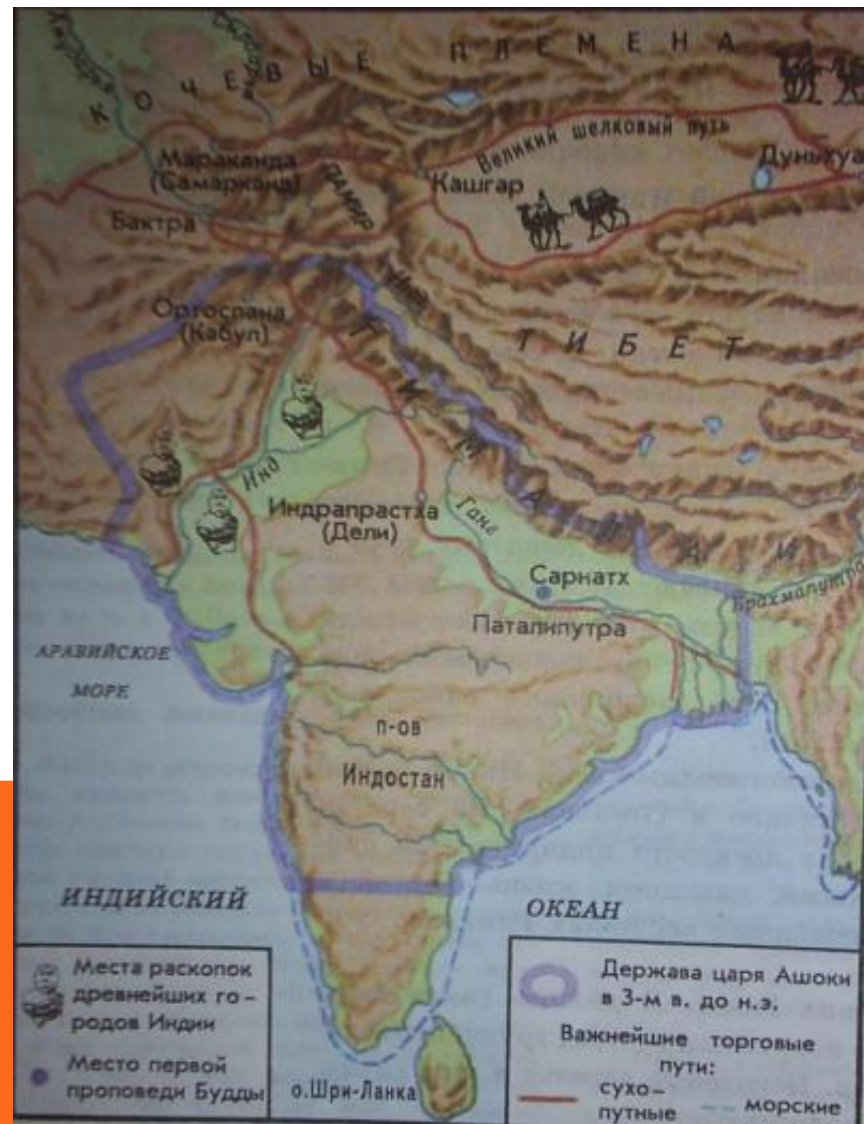 КОЧЕВЫЕ ПЛЕМЕНА
Великий шелковый путь
Мараканда
(Самарканд)
ПАМИР
Кашгар
Дуньхуа
Бактра
Ортоспана
(Кабул)
Инд
ТИБЕТ
ГИМАЛАИ
Инд
Индрапрастха
(Дели)
Ганг
Сарнатх
Брахмапутра
Паталипутра
АРАВИЙСКОЕ
МОРЕ
п-ов
Индостан
ИНДИЙСКИЙ ОКЕАН
о.Шри-Ланка
Места раскопок
древнейших го-
родов Индии
Место первой
проповеди Будды
Держава царя Ашоки
в 3-м в. до н.э.
Важнейшие торговые
пути:
сухо-
путные
морские